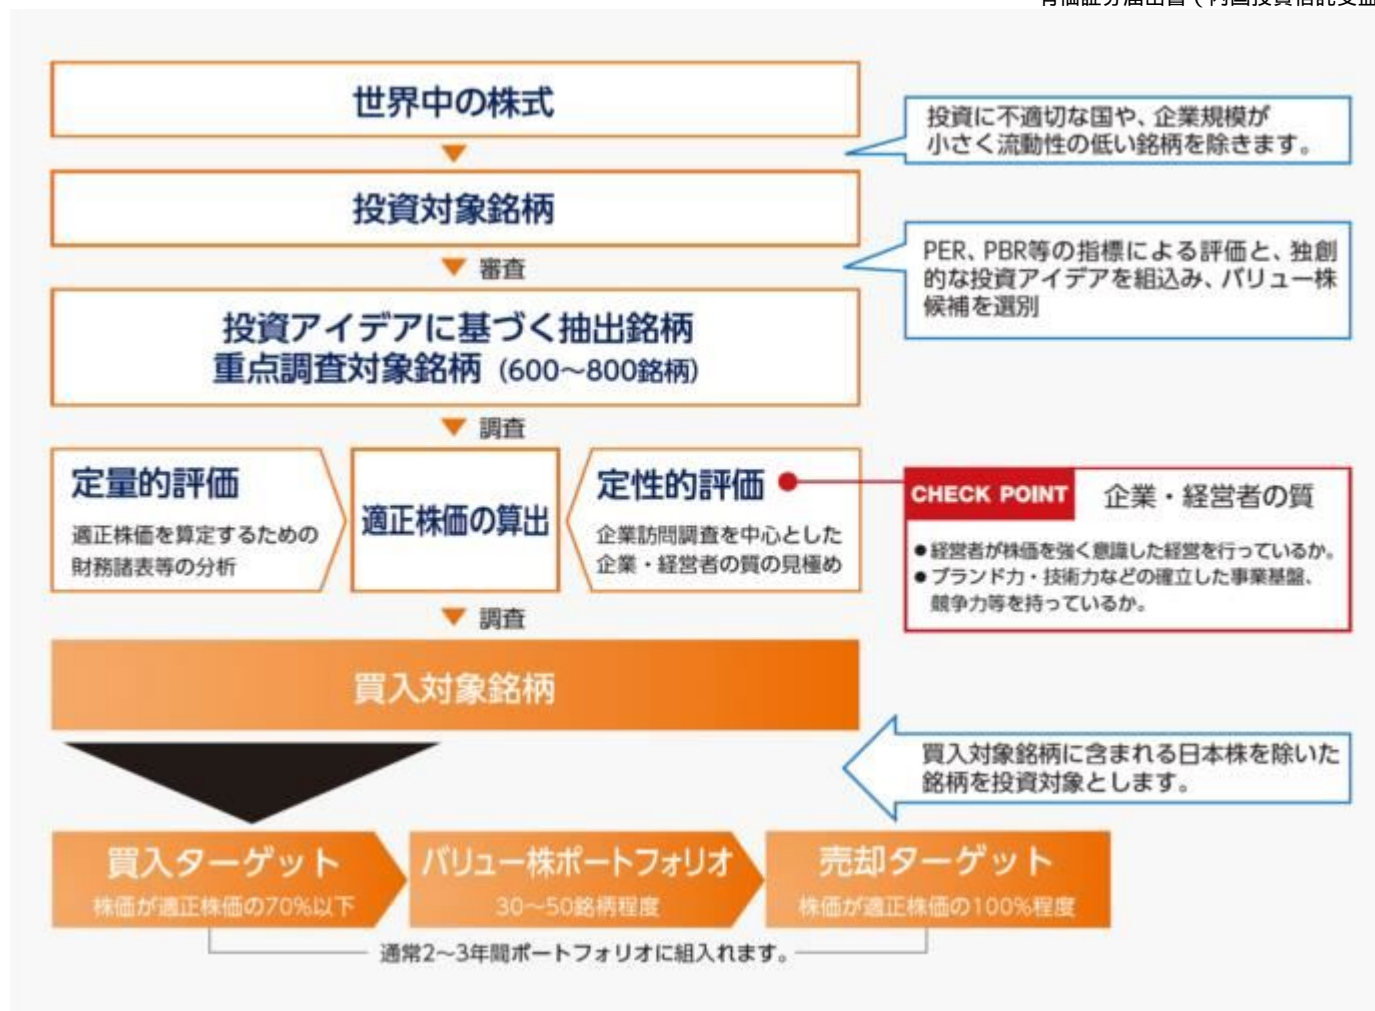 世界中の株式
投資に不適切な国や、企業規模が
小さく流動性の低い銘柄を除きます。
投資対象銘柄
審査
PER、PBR等の指標による評価と、独創
的な投資アイデアを組込み、バリュー株
候補を選別
投資アイデアに基づく抽出銘柄
重点調査対象銘柄（600～800銘柄）
調査
定量的評価
適正株価を算定するための
財務諸表等の分析
適正株価の算出
定性的評価
企業訪問調査を中心とした
企業・経営者の質の見極め
CHECK POINT 企業・経営者の質
●経営者が株価を強く意識した経営を行っているか。
●ブランド力・技術力などの確立した事業基盤、
競争力等を持っているか。
調査
買入対象銘柄
買入対象銘柄に含まれる日本株を除いた
銘柄を投資対象とします。
買入ターゲット
株価が適正株価の70%以下
バリュー株ポートフォリオ
30～50銘柄程度
売却ターゲット
株価が適正株価の100%程度
通常2～3年間ポートフォリオに組入れます。